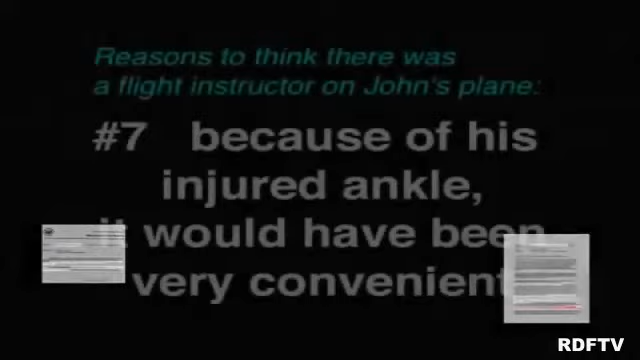 Reasons to think there was
a flight instructor on John's plane:
#7 because of his
injured ankle,
it would have been
very convenient
RDFTV